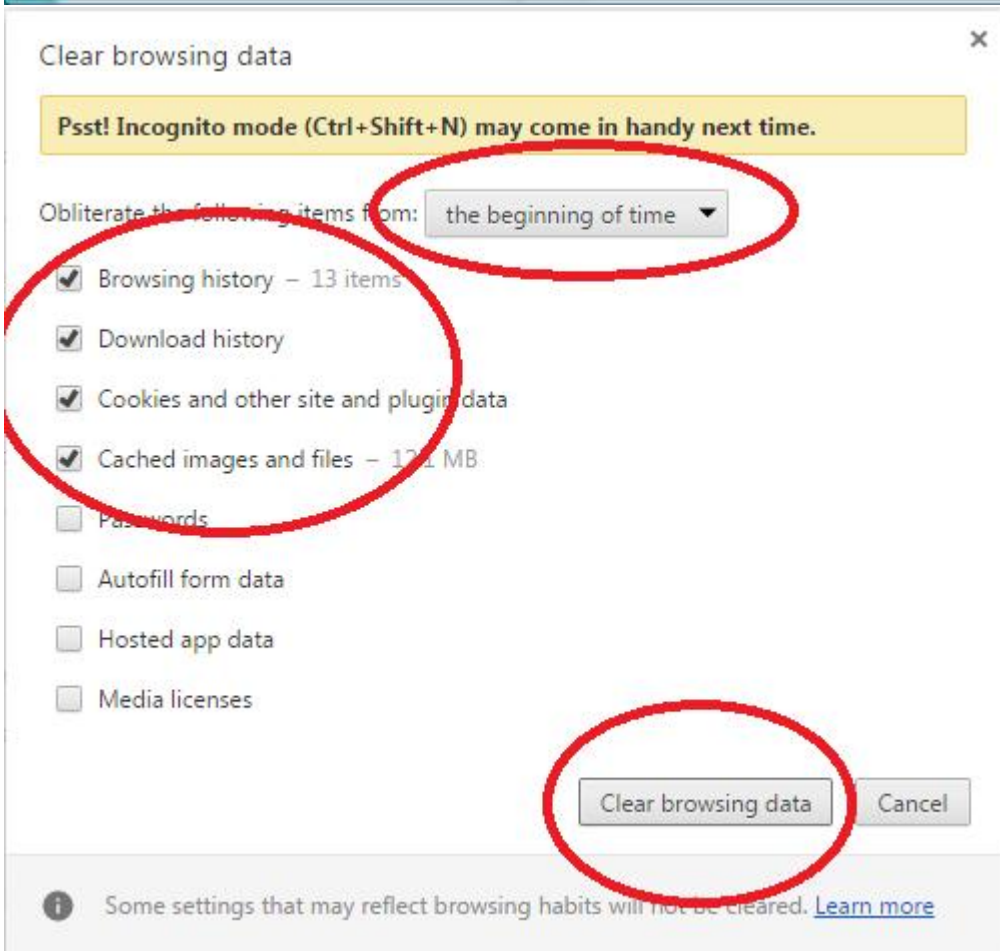 Clear browsing data
Psst! Incognito mode (Ctrl+Shift+N) may come in handy next time.
Obliterate the following items from: the beginning of time
Browsing history – 13 items
Download history
Cookies and other site and plugin data
Cached images and files – MB
Passwords
Autofill form data
Hosted app data
Media licenses
Clear browsing data Cancel
Some settings that may reflect browsing habits will not be cleared. Learn more